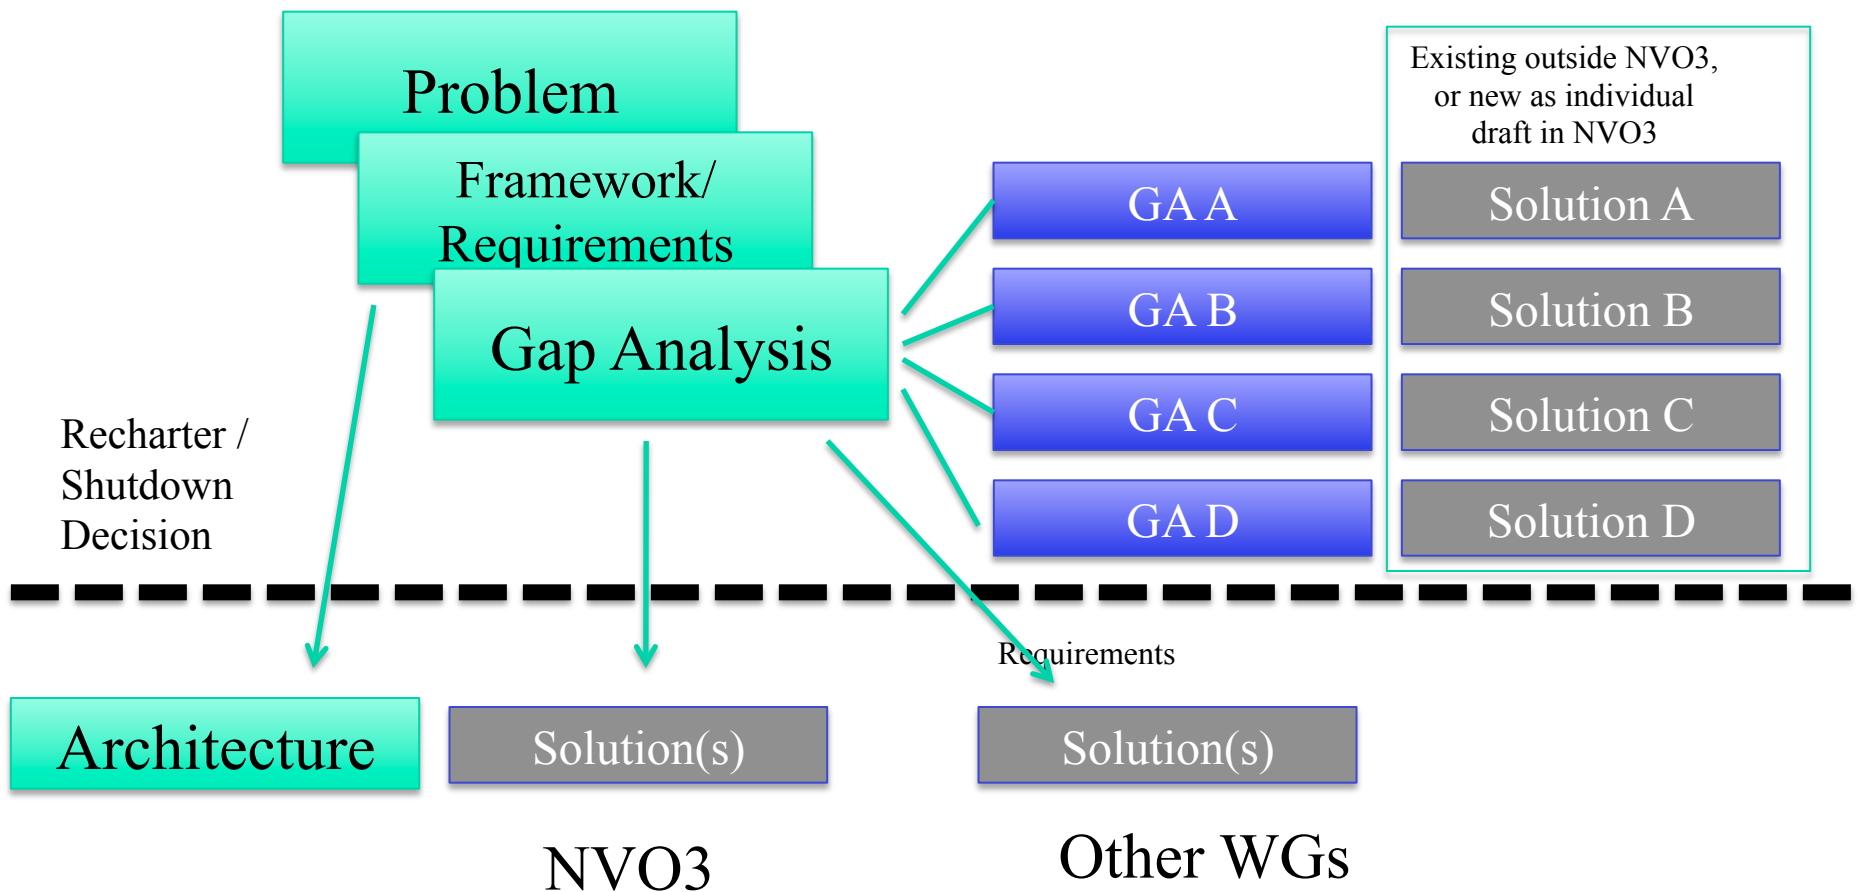 Problem
Framework/
Requirements
Gap Analysis
Existing outside NVO3,
or new as individual
draft in NVO3
GA A
Solution A
GA B
Solution B
GA C
Solution C
GA D
Solution D
Recharter /
Shutdown
Decision
Requirements
Architecture
Solution(s)
Solution(s)
NVO3
Other WGs